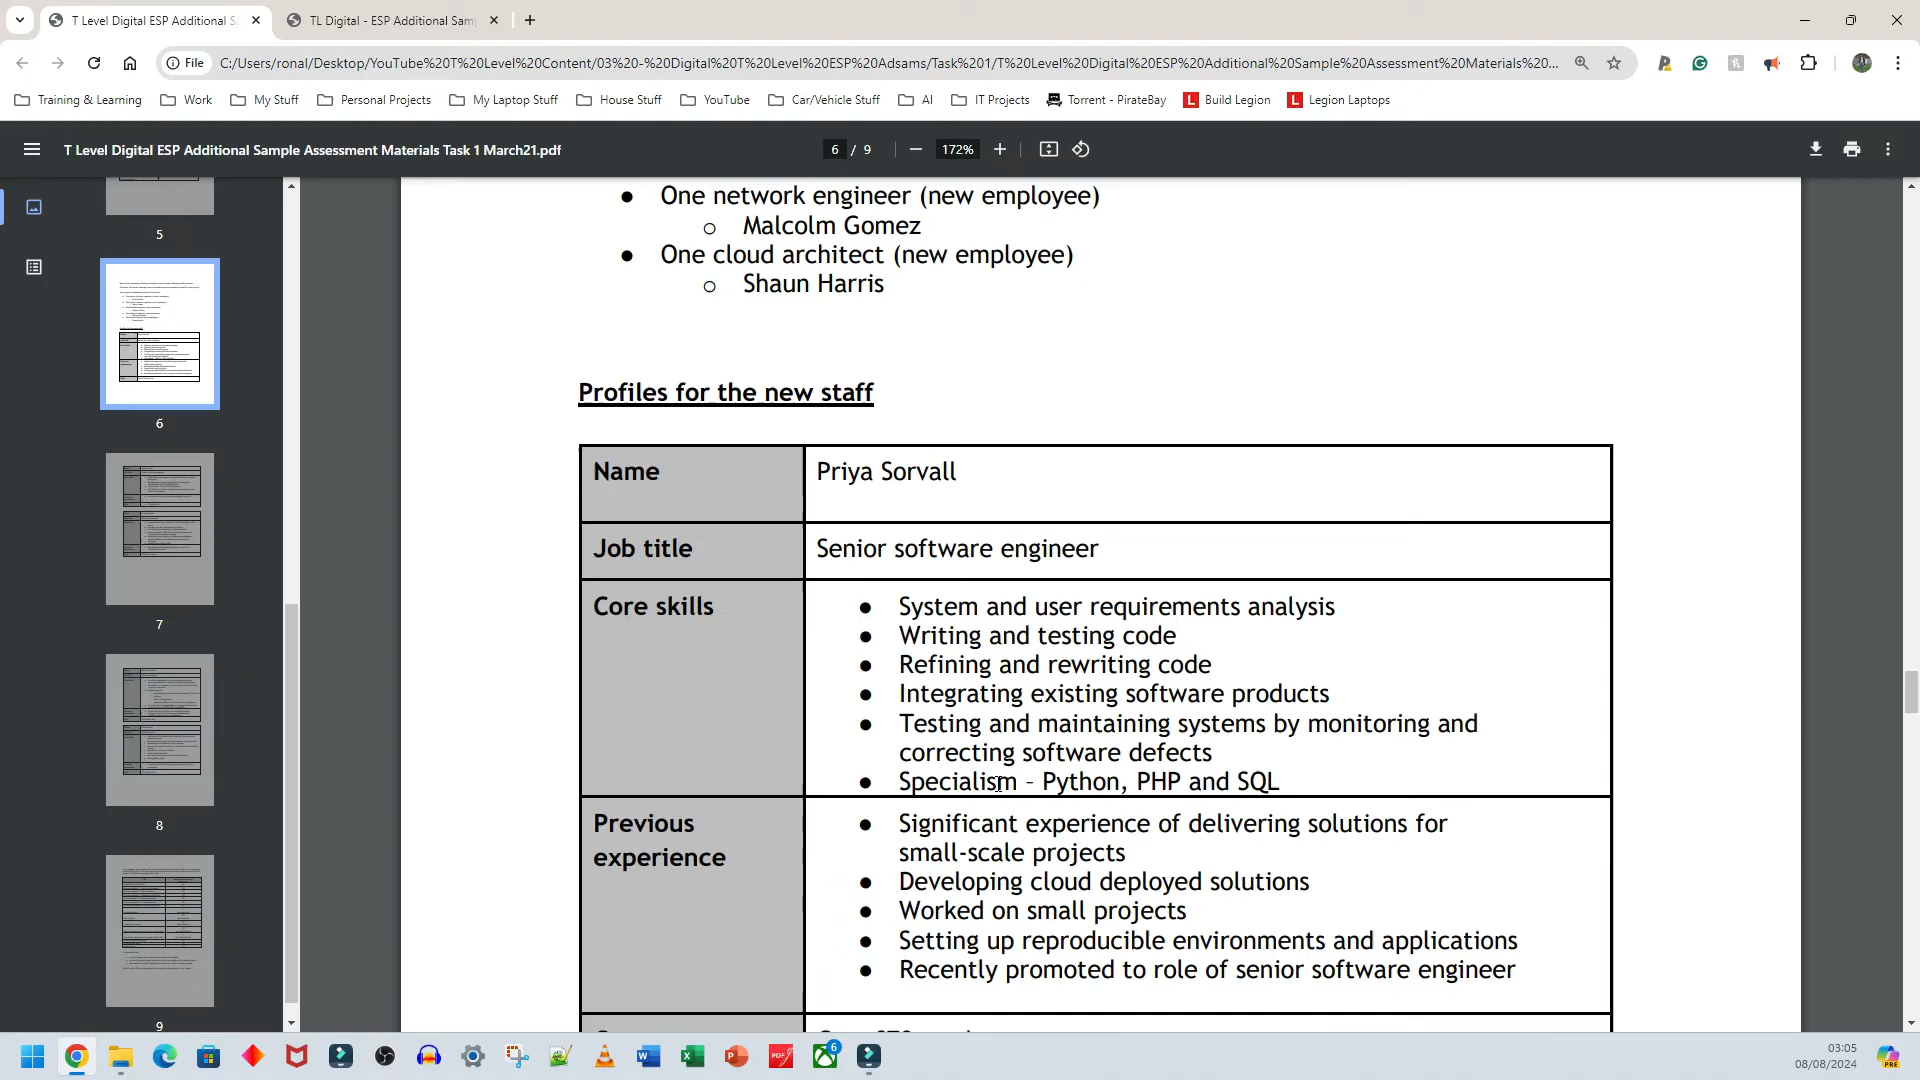 T Level Digital ESP Additional S
TL Digital - ESP Additional Sam
File
C:/Users/ronal/Desktop/YouTube%20T%20Level%20Content/03%20-%20Digital%20T%20Level%20ESP%20Adsams/Task%201/T%20Level%20Digital%20ESP%20Additional%20Sample%20Assessment%20Materials%20...
Training & Learning
Work
My Stuff
Personal Projects
My Laptop Stuff
House Stuff
YouTube
Car/Vehicle Stuff
AI
IT Projects
Torrent - PirateBay
L
Build Legion
L
Legion Laptops
T Level Digital ESP Additional Sample Assessment Materials Task 1 March21.pdf
6 / 9
172%
5
6
7
8
9
● One network engineer (new employee)
o Malcolm Gomez
● One cloud architect (new employee)
o Shaun Harris
Profiles for the new staff
Name
Priya Sorvall
Job title
Senior software engineer
Core skills
● System and user requirements analysis
● Writing and testing code
● Refining and rewriting code
● Integrating existing software products
● Testing and maintaining systems by monitoring and
correcting software defects
● Specialism – Python, PHP and SQL
Previous
experience
● Significant experience of delivering solutions for
small-scale projects
● Developing cloud deployed solutions
● Worked on small projects
● Setting up reproducible environments and applications
● Recently promoted to role of senior software engineer
6
03:05
08/08/2024
PRE